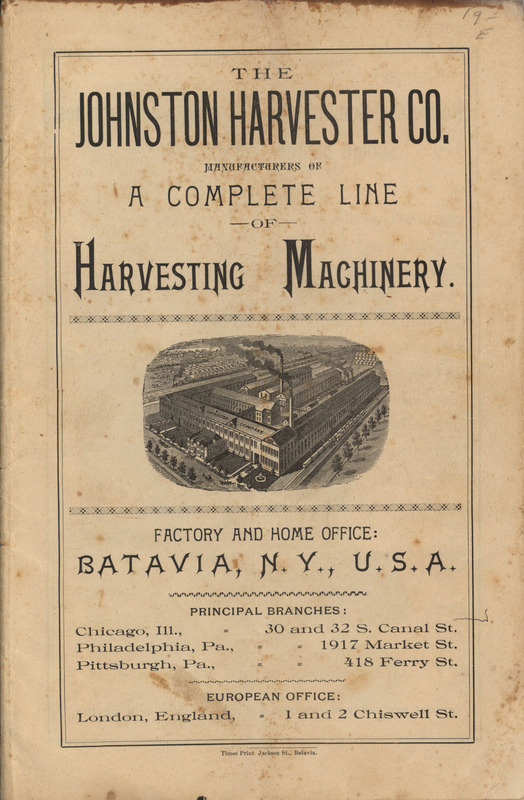 19-
E
THE
JOHNSTON HARVESTER CO.
MANUFACTURERS OF
A COMPLETE LINE
—OF—
HARVESTING MACHINERY.
COMPANY
FACTORY AND HOME OFFICE:
BATAVIA, N. Y., U. S. A.
PRINCIPAL BRANCHES:
Chicago, Ill., " 30 and 32 S. Canal St.
Philadelphia, Pa., " " 1917 Market St.
Pittsburgh, Pa., " " 418 Ferry St.
EUROPEAN OFFICE:
London, England, " 1 and 2 Chiswell St.
Times Print Jackson St., Batavia.